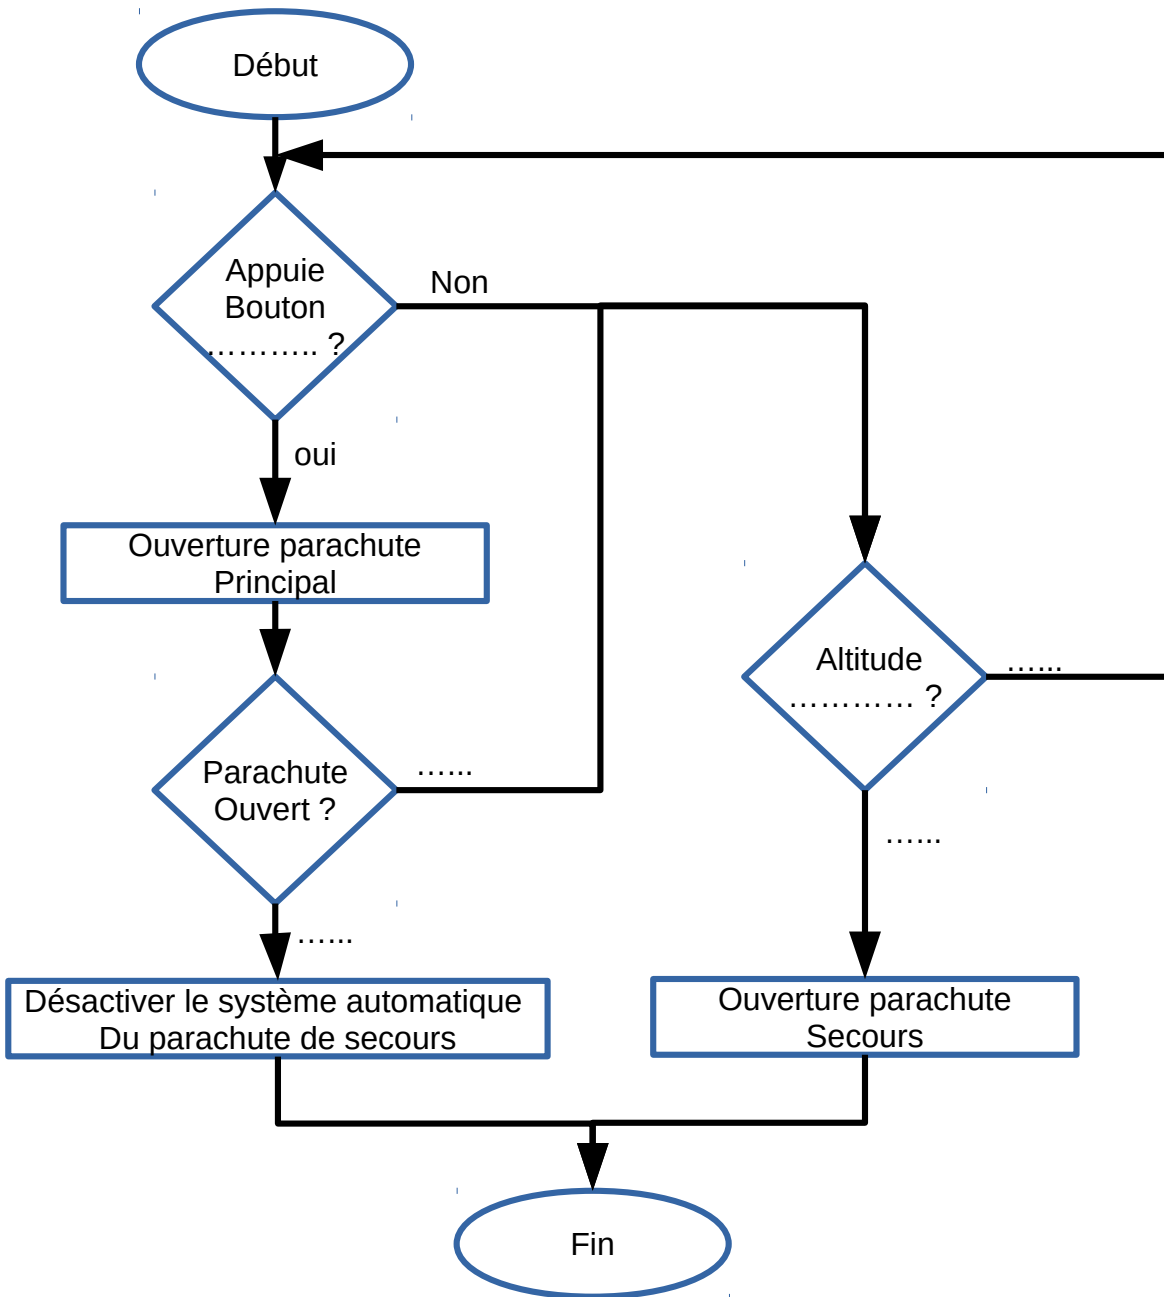 Début
Appuie
Bouton
……….. ?
Non
oui
Ouverture parachute
Principal
Altitude
………… ?
…...
Parachute
Ouvert ?
…...
…...
…...
Désactiver le système automatique
Du parachute de secours
Ouverture parachute
Secours
Fin